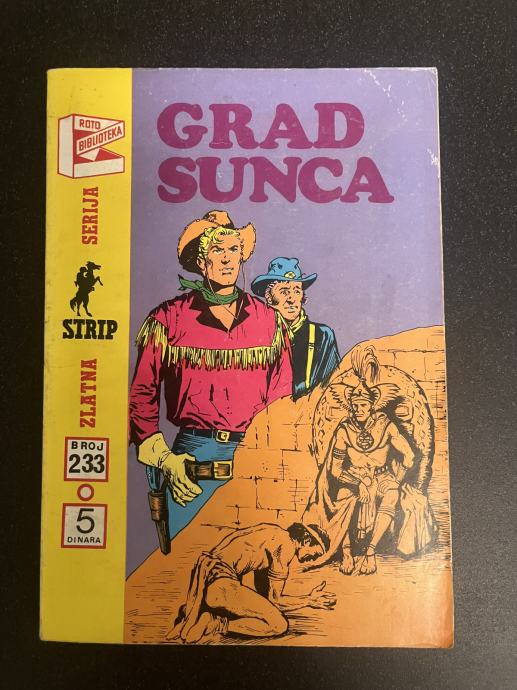 GRAD
SUNCA
ROTO
BIBLIOTEKA
ZLATNA
STRIP
SERIJA
BROJ
233
5
DINARA